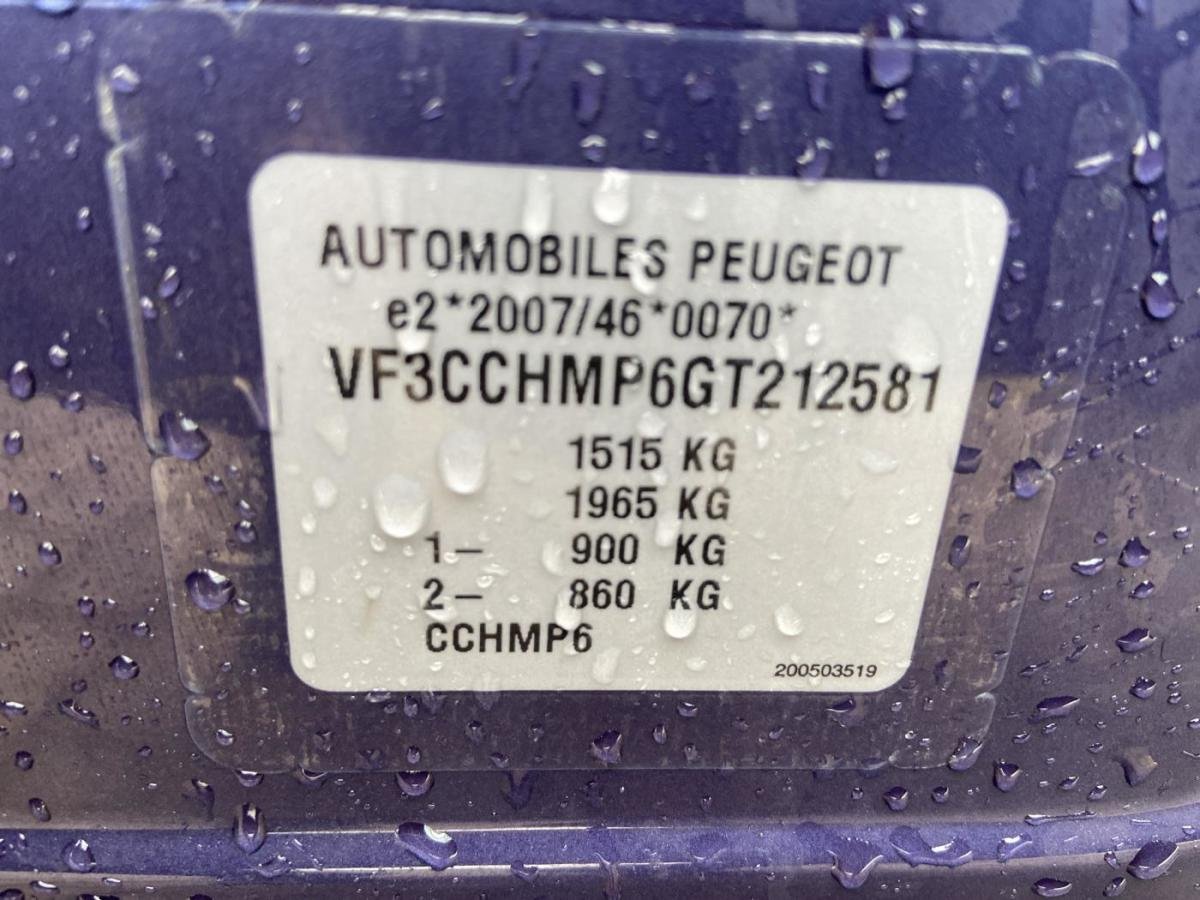 AUTOMOBILES PEUGEOT
e2*2007/46*0070*
VF3CCHMP6GT212581
1515 KG
1965 KG
1- 900 KG
2- 860 KG
CCHMP6
200503519